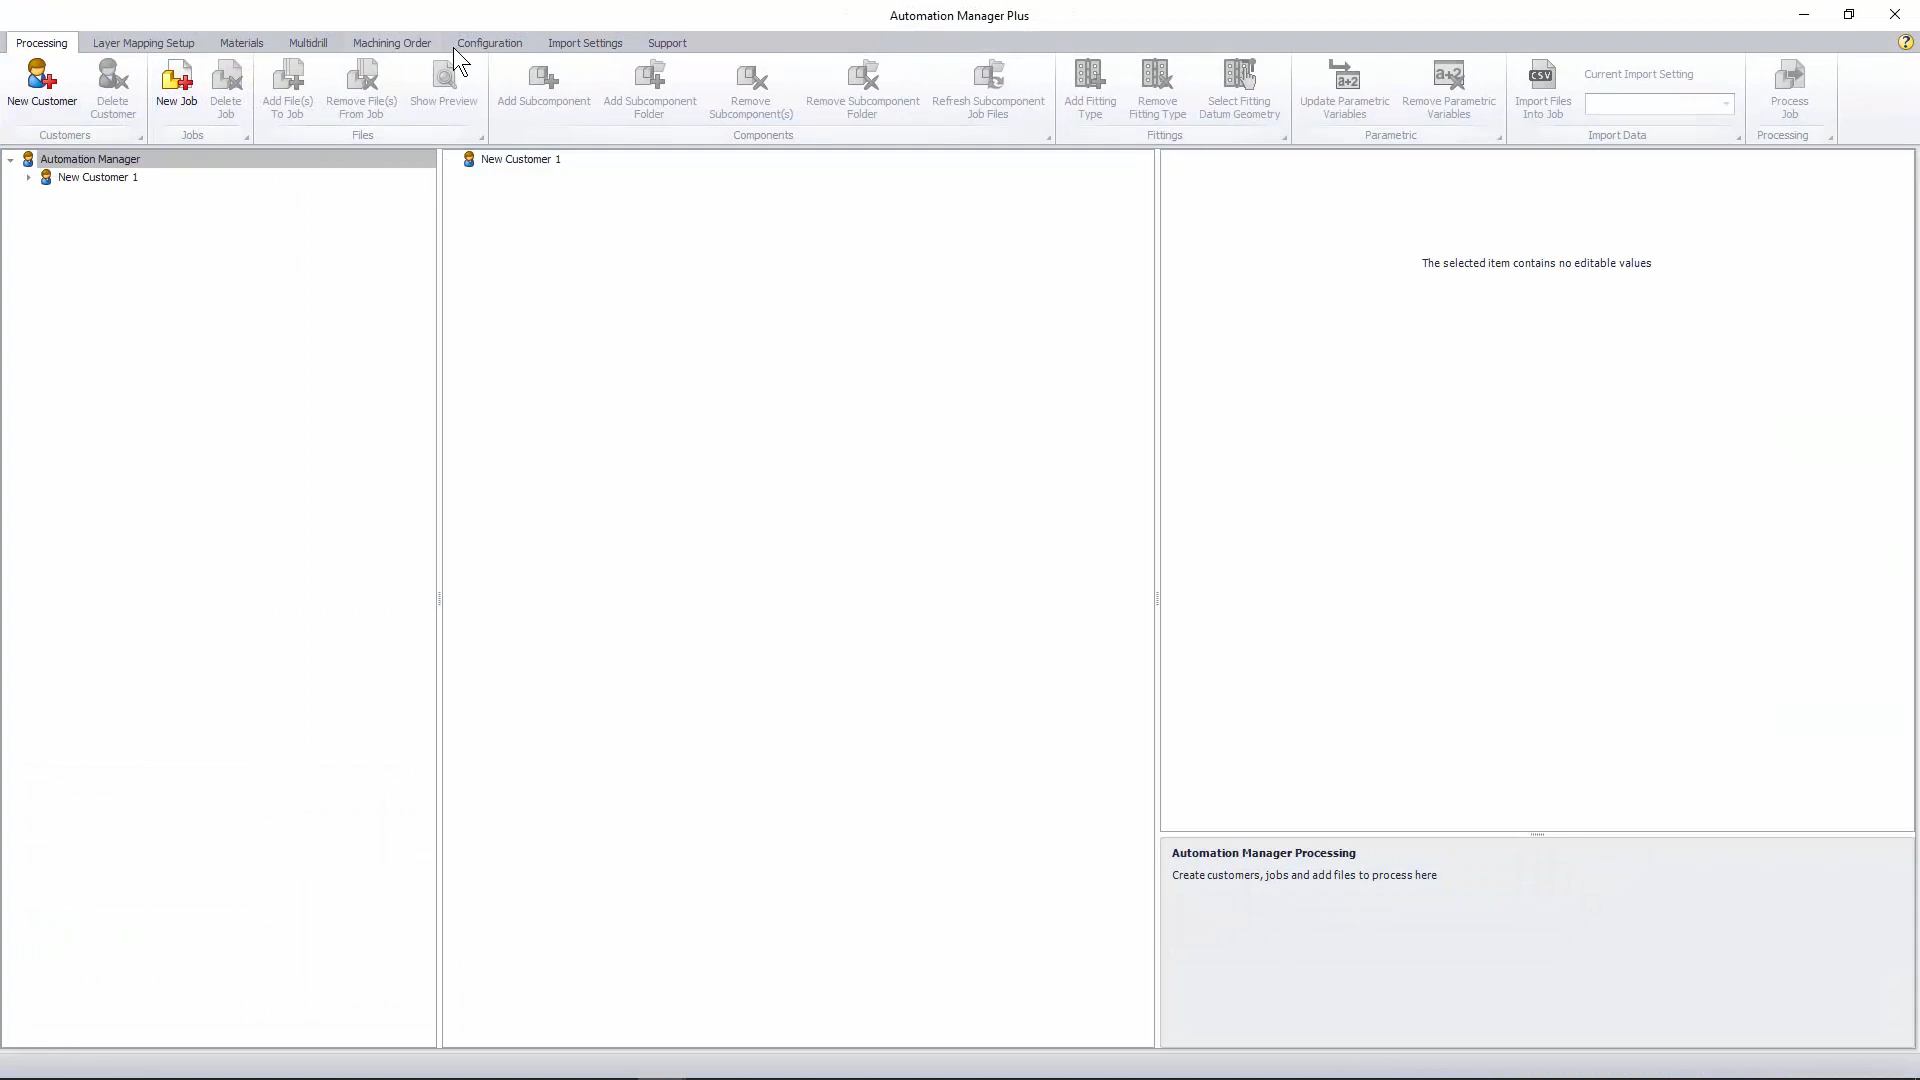 Automation Manager Plus
Processing Layer Mapping Setup Materials Multidrill Machining Order Configuration Import Settings Support
New Customer
Delete
Customer
Customers
New Job
Delete
Job
Jobs
Add File(s)
To Job
Remove File(s)
From Job
Show Preview
Files
Add Subcomponent
Add Subcomponent
Folder
Remove
Subcomponent(s)
Remove Subcomponent
Folder
Refresh Subcomponent
Job Files
Components
Add Fitting
Type
Remove
Fitting Type
Select Fitting
Datum Geometry
Fittings
a+2
Update Parametric
Variables
a+2
Remove Parametric
Variables
Parametric
CSV
Import Files
Into Job
Current Import Setting
Import Data
Process
Job
Processing
?
Automation Manager
New Customer 1
New Customer 1
The selected item contains no editable values
Automation Manager Processing
Create customers, jobs and add files to process here